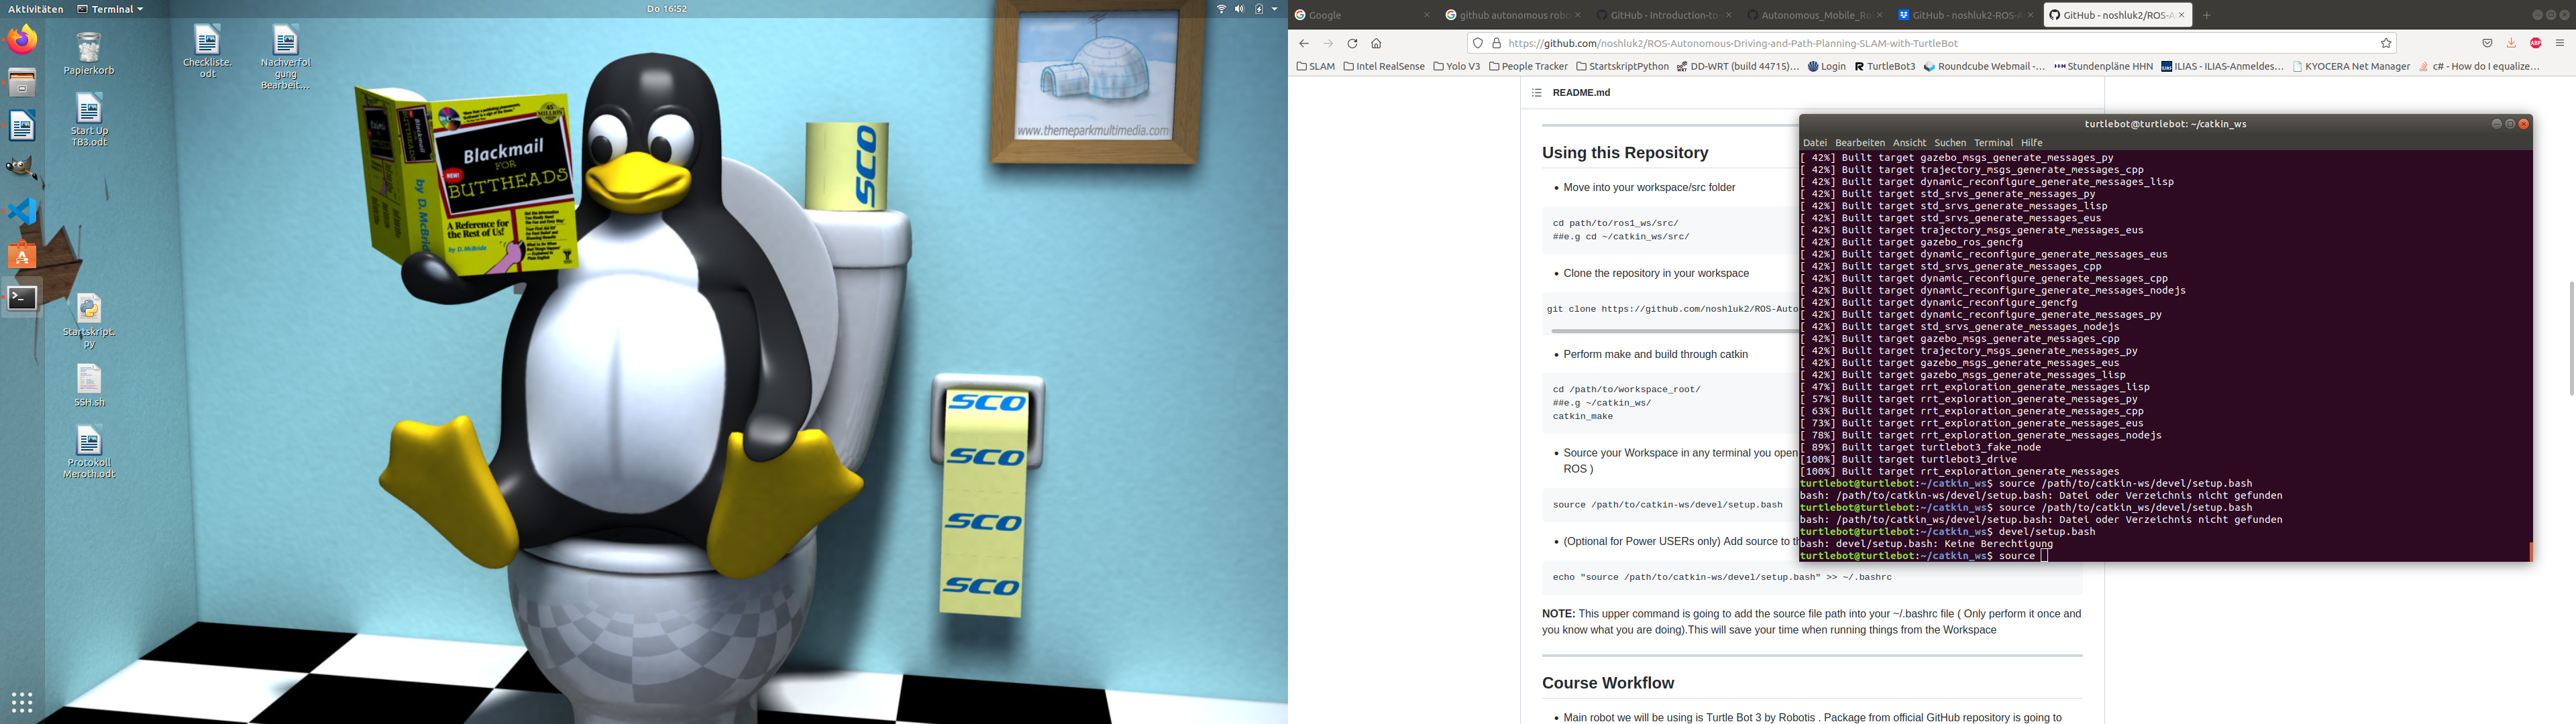 Aktivitäten
Terminal
Do 16:52
Papierkorb
Checkliste.
odt
Nachverfol
gung
Bearbeit…
Start Up
TB3.odt
Startskript.
py
SSH.sh
Protokoll
Meroth.odt
Blackmail
FOR
BUTTHEADS
NEW!
A Reference for
the Rest of Us!
by D. McBride
Blackmail
by D. McBride
SCO
SCO
SCO
SCO
SCO
www.themeparkmultimedia.com
Google
github autonomous robo
GitHub - Introduction-to-
Autonomous_Mobile_Ro
GitHub - noshluk2-ROS-A
GitHub - noshluk2/ROS-A
https://github.com/noshluk2/ROS-Autonomous-Driving-and-Path-Planning-SLAM-with-TurtleBot
SLAM
Intel RealSense
Yolo V3
People Tracker
StartskriptPython
DD-WRT (build 44715)…
Login
TurtleBot3
Roundcube Webmail -…
Stundenpläne HHN
ILIAS - ILIAS-Anmeldes…
KYOCERA Net Manager
c# - How do I equalize…
README.md
Using this Repository
Move into your workspace/src folder
cd path/to/ros1_ws/src/
##e.g cd ~/catkin_ws/src/
Clone the repository in your workspace
git clone https://github.com/noshluk2/ROS-Auto
Perform make and build through catkin
cd /path/to/workspace_root/
##e.g ~/catkin_ws/
catkin_make
Source your Workspace in any terminal you open
ROS )
source /path/to/catkin-ws/devel/setup.bash
(Optional for Power USERs only) Add source to th
echo "source /path/to/catkin-ws/devel/setup.bash" >> ~/.bashrc
NOTE: This upper command is going to add the source file path into your ~/.bashrc file ( Only perform it once and
you know what you are doing).This will save your time when running things from the Workspace
Course Workflow
Main robot we will be using is Turtle Bot 3 by Robotis . Package from official GitHub repository is going to
turtlebot@turtlebot: ~/catkin_ws
Datei Bearbeiten Ansicht Suchen Terminal Hilfe
[ 42%] Built target gazebo_msgs_generate_messages_py
[ 42%] Built target trajectory_msgs_generate_messages_cpp
[ 42%] Built target dynamic_reconfigure_generate_messages_lisp
[ 42%] Built target std_srvs_generate_messages_py
[ 42%] Built target std_srvs_generate_messages_lisp
[ 42%] Built target std_srvs_generate_messages_eus
[ 42%] Built target trajectory_msgs_generate_messages_eus
[ 42%] Built target gazebo_ros_gencfg
[ 42%] Built target dynamic_reconfigure_generate_messages_eus
[ 42%] Built target std_srvs_generate_messages_cpp
[ 42%] Built target dynamic_reconfigure_generate_messages_cpp
[ 42%] Built target dynamic_reconfigure_generate_messages_nodejs
[ 42%] Built target dynamic_reconfigure_gencfg
[ 42%] Built target dynamic_reconfigure_generate_messages_py
[ 42%] Built target std_srvs_generate_messages_nodejs
[ 42%] Built target gazebo_msgs_generate_messages_cpp
[ 42%] Built target trajectory_msgs_generate_messages_py
[ 42%] Built target gazebo_msgs_generate_messages_eus
[ 42%] Built target gazebo_msgs_generate_messages_lisp
[ 47%] Built target rrt_exploration_generate_messages_lisp
[ 57%] Built target rrt_exploration_generate_messages_py
[ 63%] Built target rrt_exploration_generate_messages_cpp
[ 73%] Built target rrt_exploration_generate_messages_eus
[ 78%] Built target rrt_exploration_generate_messages_nodejs
[ 89%] Built target turtlebot3_fake_node
[100%] Built target turtlebot3_drive
[100%] Built target rrt_exploration_generate_messages
turtlebot@turtlebot:~/catkin_ws$ source /path/to/catkin-ws/devel/setup.bash
bash: /path/to/catkin-ws/devel/setup.bash: Datei oder Verzeichnis nicht gefunden
turtlebot@turtlebot:~/catkin_ws$ source /path/to/catkin_ws/devel/setup.bash
bash: /path/to/catkin_ws/devel/setup.bash: Datei oder Verzeichnis nicht gefunden
turtlebot@turtlebot:~/catkin_ws$ devel/setup.bash
bash: devel/setup.bash: Keine Berechtigung
turtlebot@turtlebot:~/catkin_ws$ source